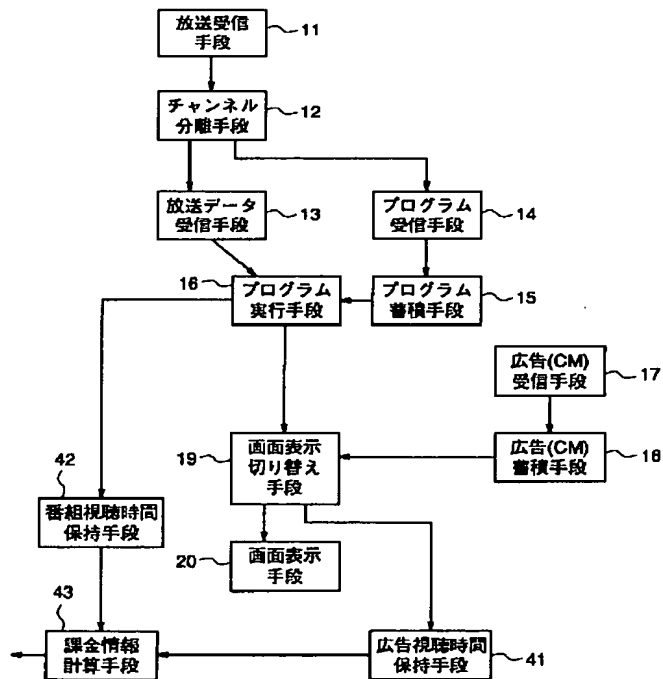 放送受信
手段
11
チャンネル
分離手段
12
放送データ
受信手段
13
プログラム
受信手段
14
16
プログラム
実行手段
プログラム
蓄積手段
15
広告(CM)
受信手段
17
19
画面表示
切り替え
手段
広告(CM)
蓄積手段
18
42
番組視聴時間
保持手段
20
画面表示
手段
43
課金情報
計算手段
広告視聴時間
保持手段
41